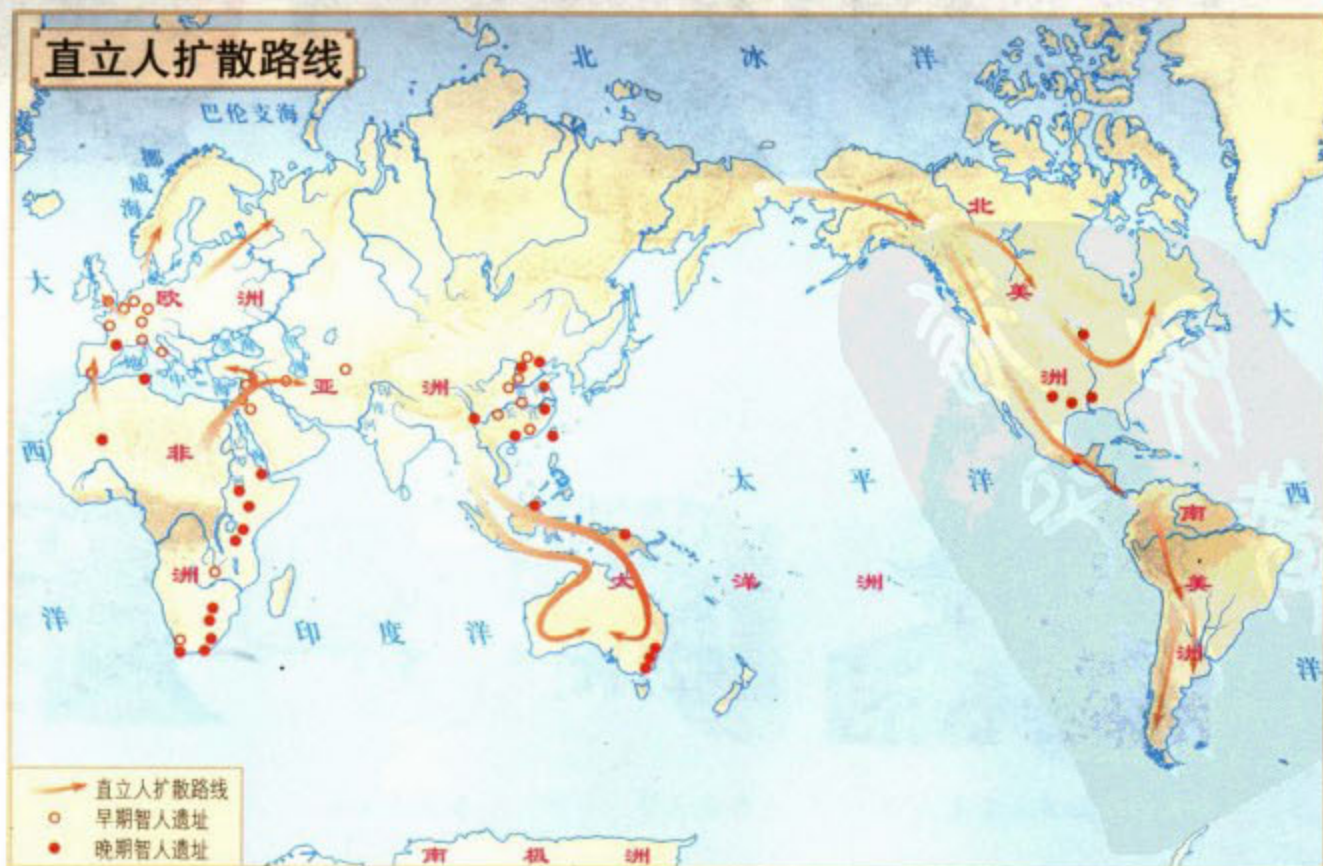 直立人扩散路线
北冰洋
巴伦支海
挪威海
大西洋
欧洲
亚洲
非洲
印度洋
太平洋
大洋洲
北美洲
南美洲
大西洋
南极洲
直立人扩散路线
早期智人遗址
晚期智人遗址